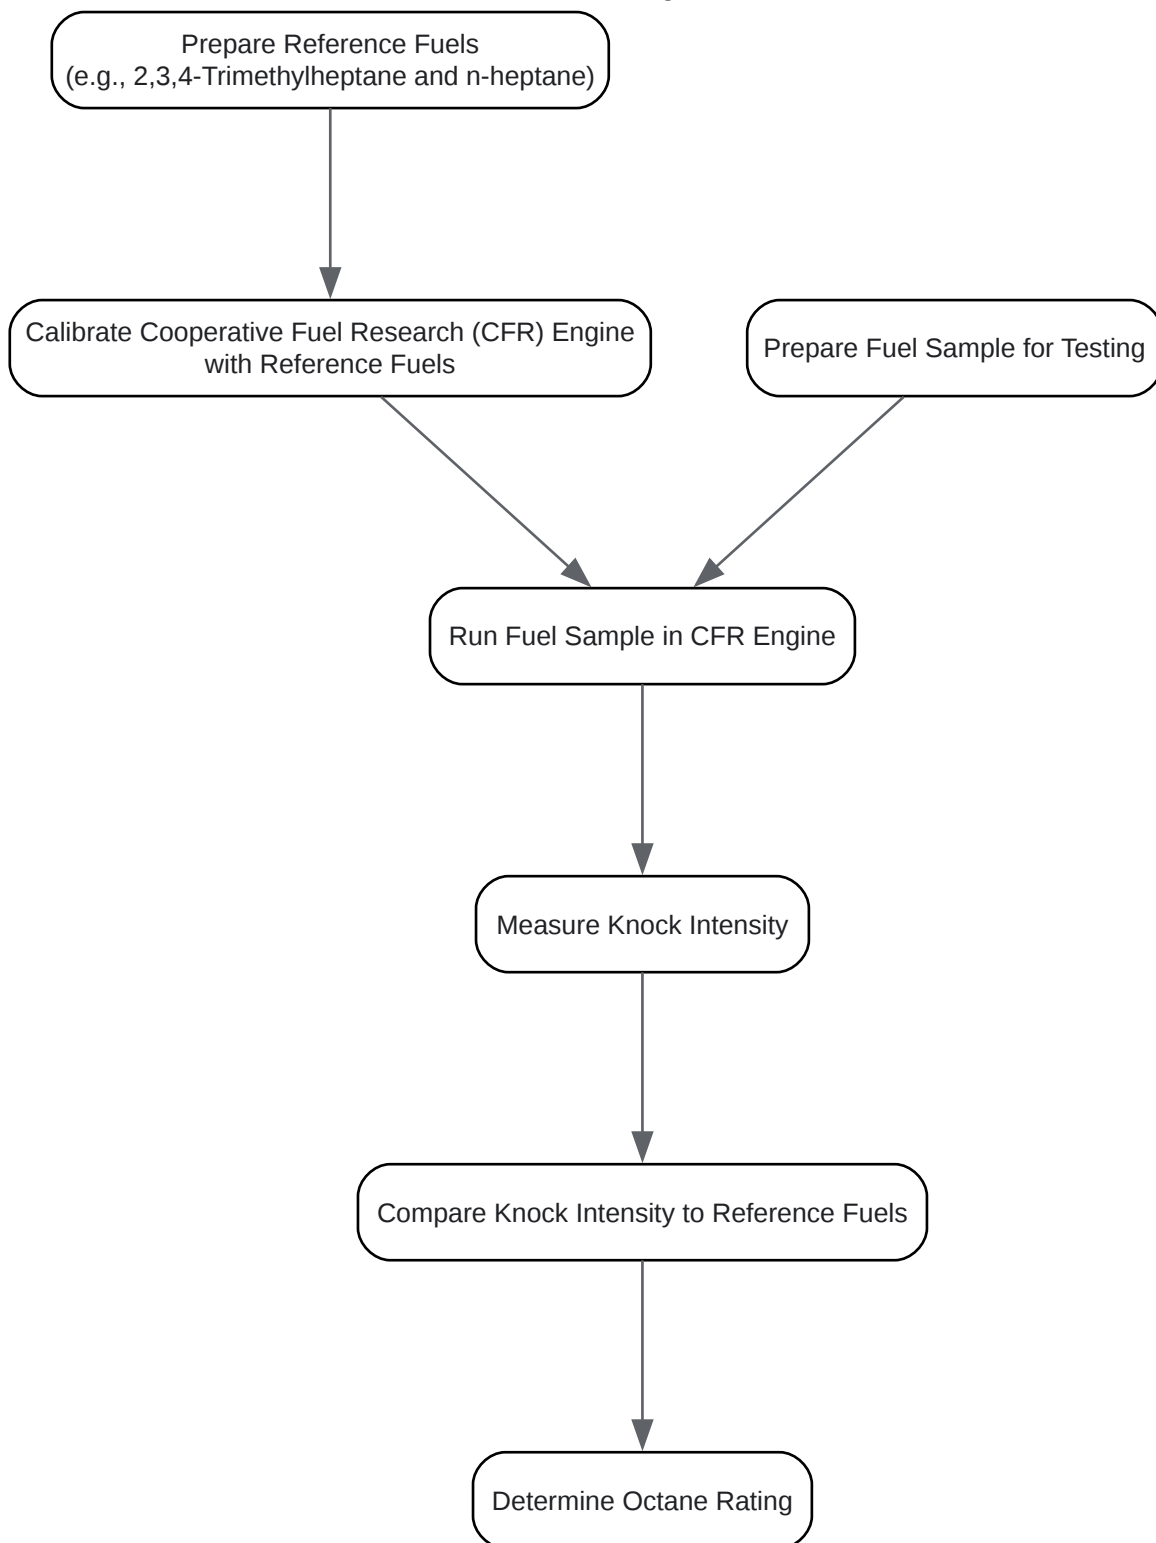 Prepare Reference Fuels
(e.g., 2,3,4-Trimethylheptane and n-heptane)
Calibrate Cooperative Fuel Research (CFR) Engine
with Reference Fuels
Prepare Fuel Sample for Testing
Run Fuel Sample in CFR Engine
Measure Knock Intensity
Compare Knock Intensity to Reference Fuels
Determine Octane Rating